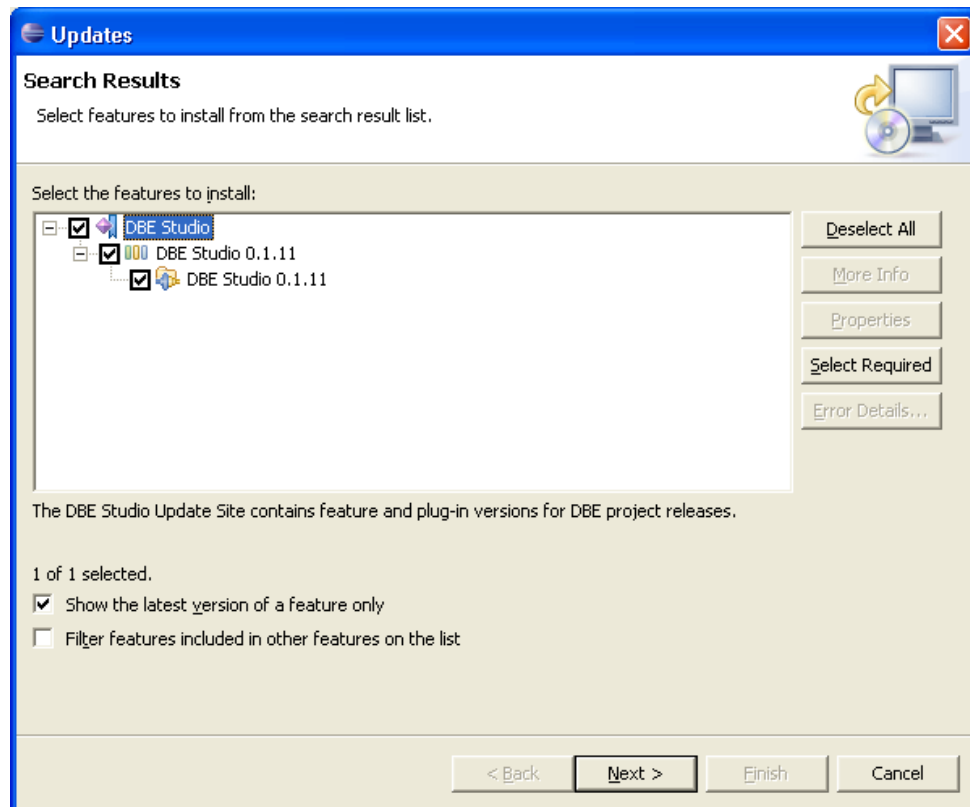 Updates
Search Results
Select features to install from the search result list.
Select the features to install:
DBE Studio
DBE Studio 0.1.11
DBE Studio 0.1.11
Deselect All
More Info
Properties
Select Required
Error Details...
The DBE Studio Update Site contains feature and plug-in versions for DBE project releases.
1 of 1 selected.
Show the latest version of a feature only
Filter features included in other features on the list
< Back
Next >
Finish
Cancel